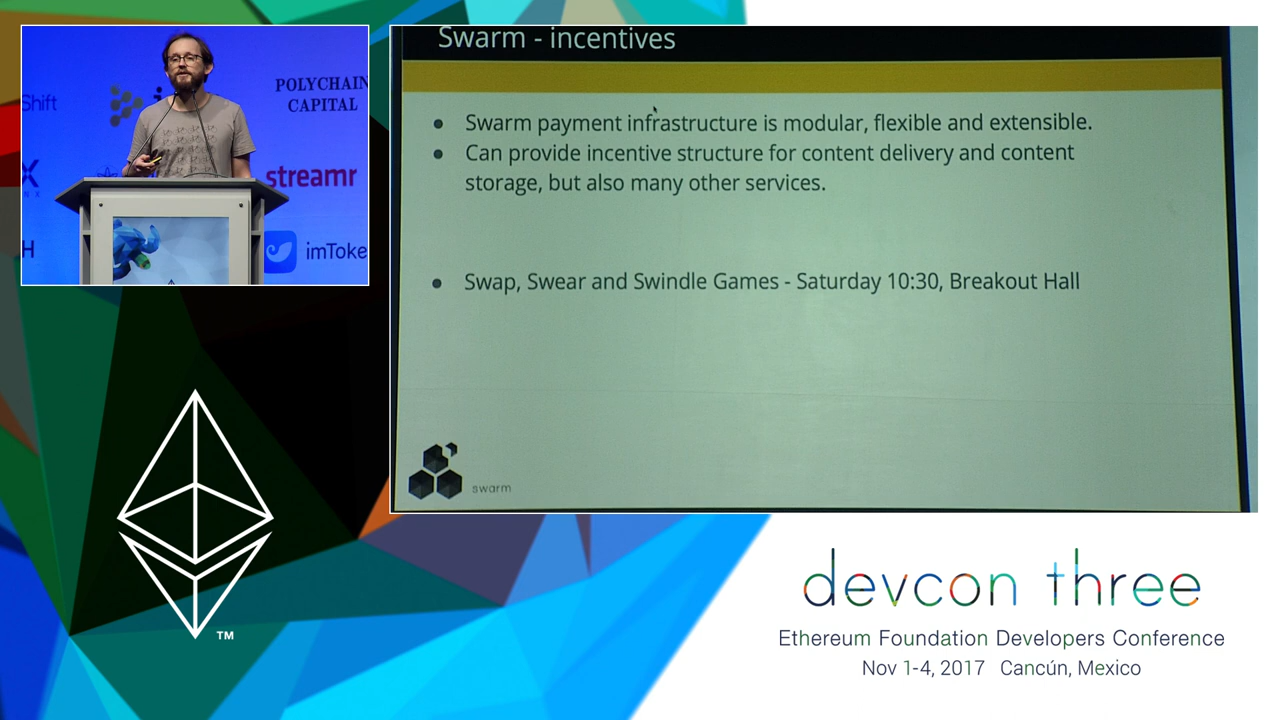 Shift
POLYCHAIN
CAPITAL
X
streamr
H
imToke
TM
Swarm - incentives
Swarm payment infrastructure is modular, flexible and extensible.
Can provide incentive structure for content delivery and content
storage, but also many other services.
Swap, Swear and Swindle Games - Saturday 10:30, Breakout Hall
swarm
devcon three
Ethereum Foundation Developers Conference
Nov 1-4, 2017 Cancún, Mexico